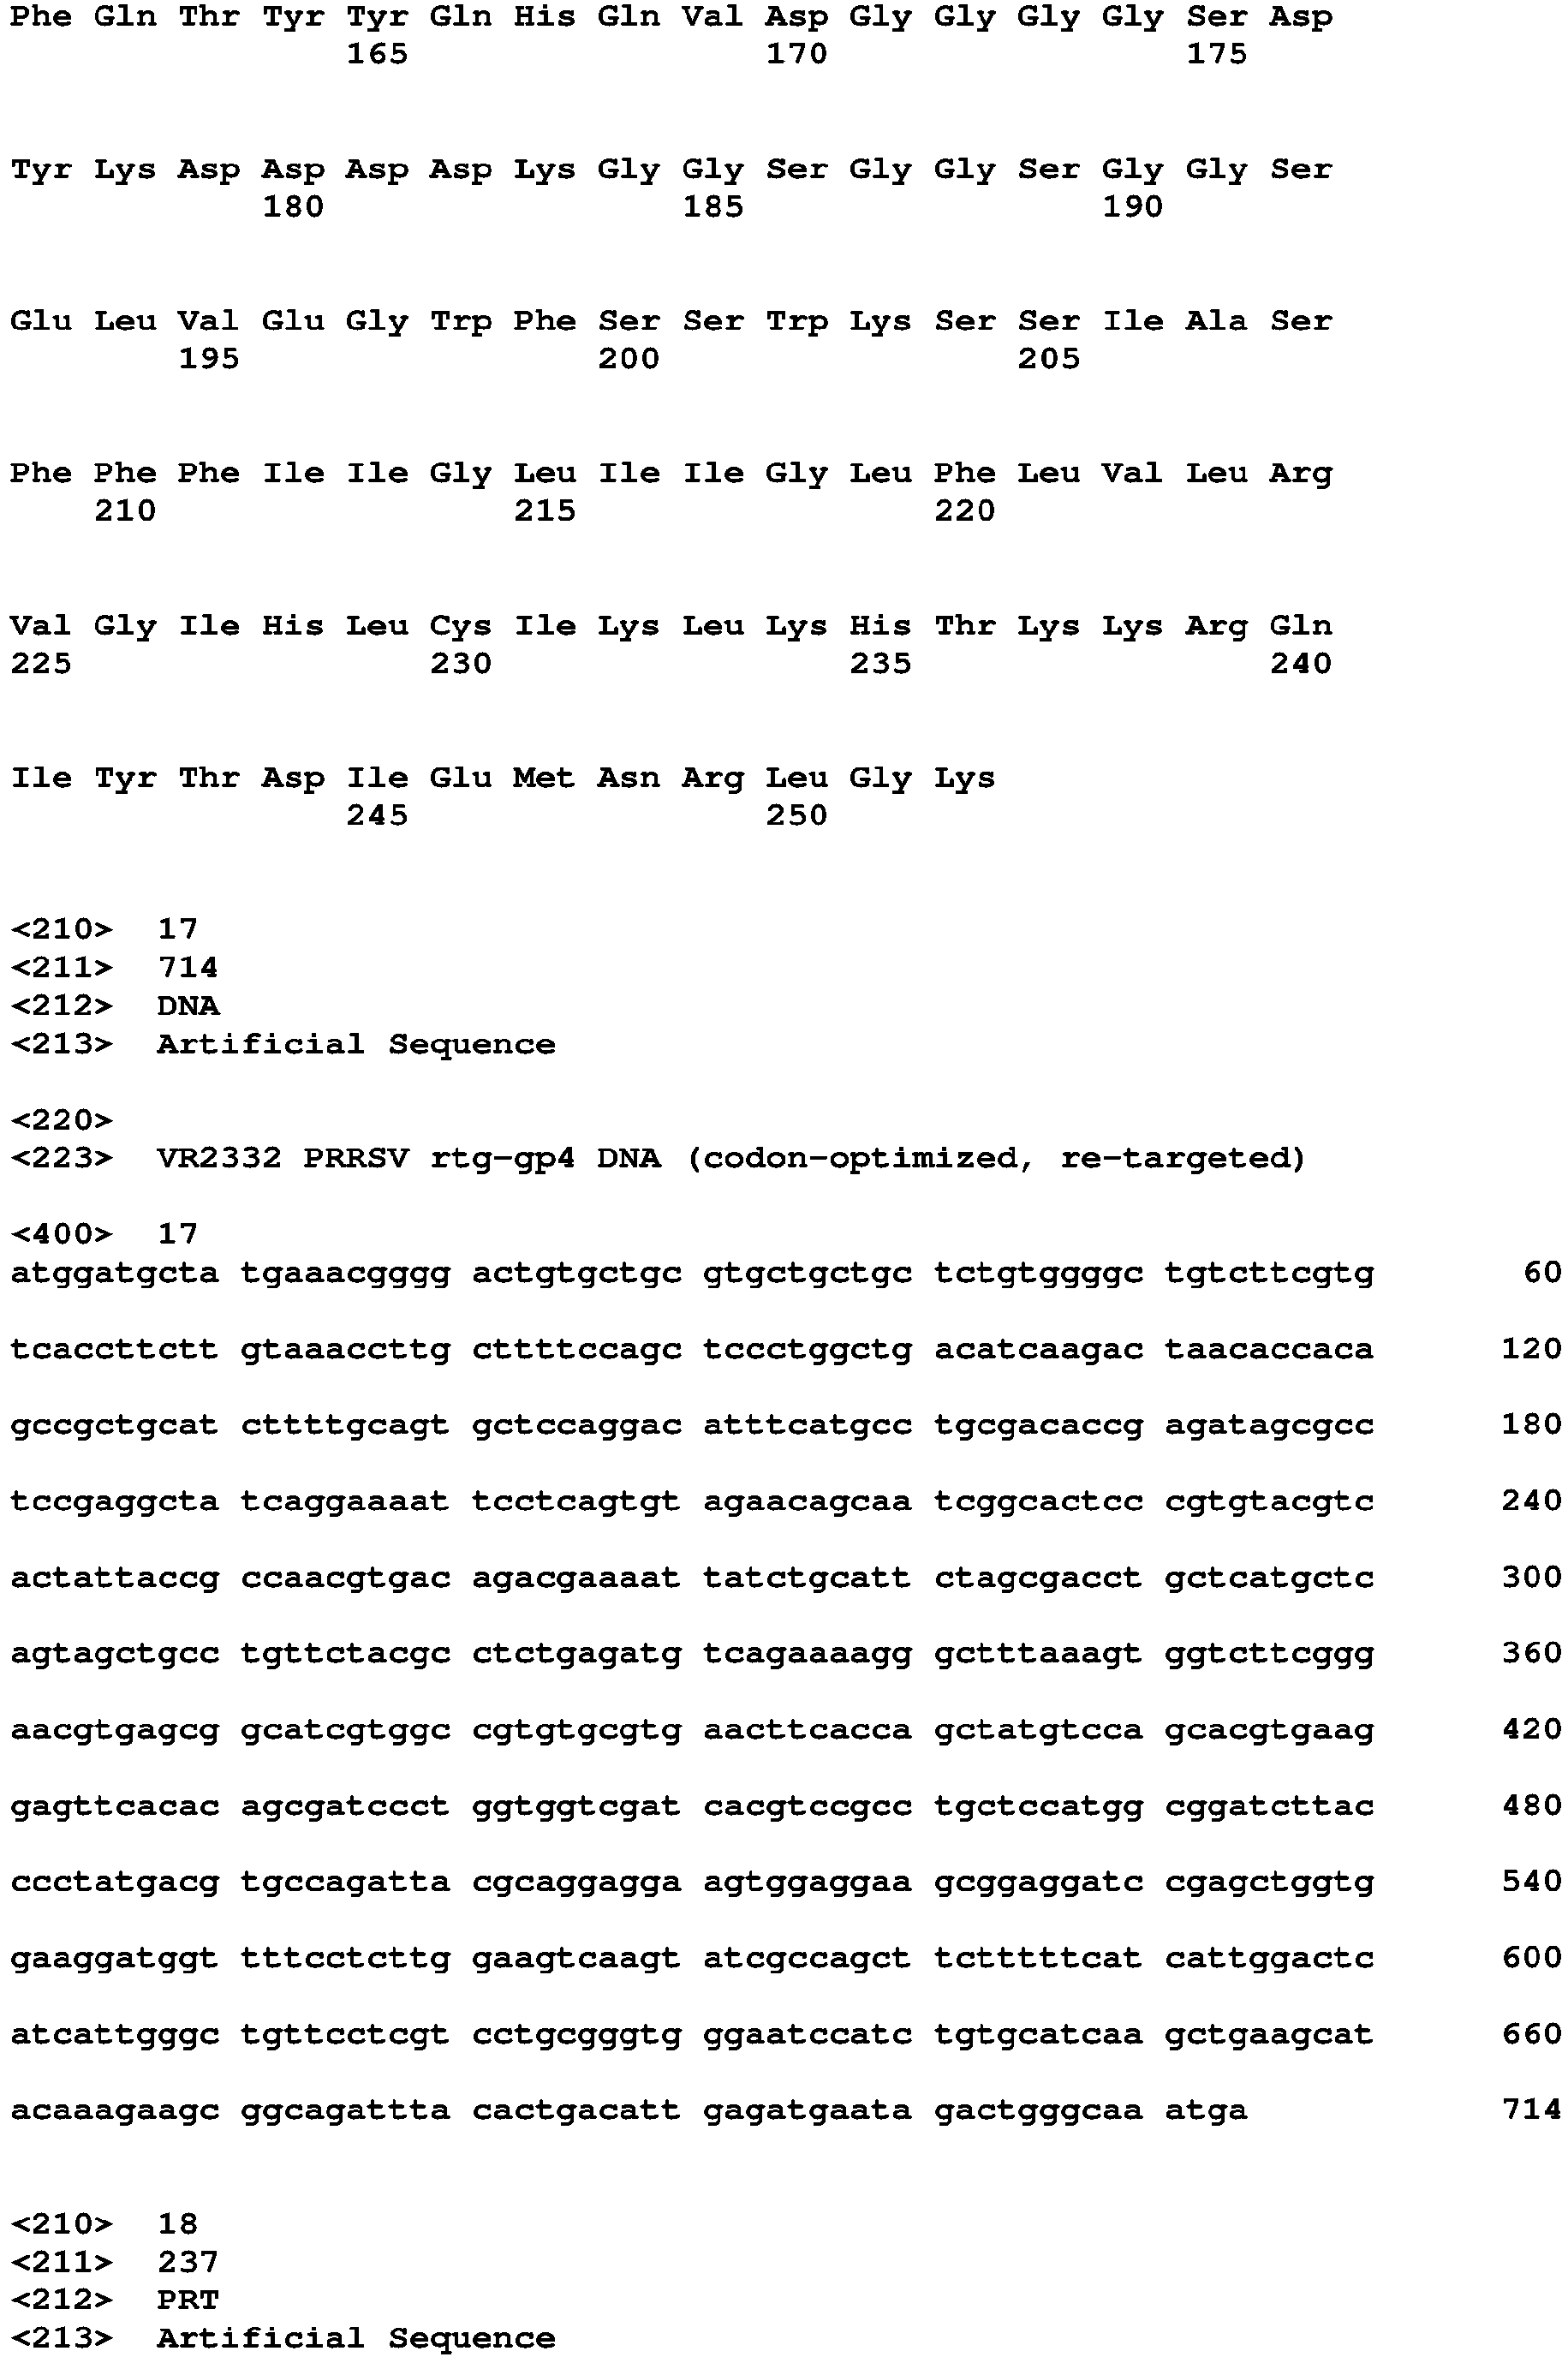 Phe Gln Thr Tyr Tyr Gln His Gln Val Asp Gly Gly Gly Gly Ser Asp
165 170 175
Tyr Lys Asp Asp Asp Asp Lys Gly Gly Ser Gly Gly Ser Gly Gly Ser
180 185 190
Glu Leu Val Glu Gly Trp Phe Ser Ser Trp Lys Ser Ser Ile Ala Ser
195 200 205
Phe Phe Phe Ile Ile Gly Leu Ile Ile Gly Leu Phe Leu Val Leu Arg
210 215 220
Val Gly Ile His Leu Cys Ile Lys Leu Lys His Thr Lys Lys Arg Gln
225 230 235 240
Ile Tyr Thr Asp Ile Glu Met Asn Arg Leu Gly Lys
245 250
<210> 17
<211> 714
<212> DNA
<213> Artificial Sequence
<220>
<223> VR2332 PRRSV rtg-gp4 DNA (codon-optimized, re-targeted)
<400> 17
atggatgcta tgaaacgggg actgtgctgc gtgctgctgc tctgtggggc tgtcttcgtg 60
tcaccttctt gtaaaccttg cttttccagc tccctggctg acatcaagac taacaccaca 120
gccgctgcat cttttgcagt gctccaggac atttcatgcc tgcgacaccg agatagcgcc 180
tccgaggcta tcaggaaaat tcctcagtgt agaacagcaa tcggcactcc cgtgtacgtc 240
actattaccg ccaacgtgac agacgaaaat tatctgcatt ctagcgacct gctcatgctc 300
agtagctgcc tgttctacgc ctctgagatg tcagaaaagg gctttaaagt ggtcttcggg 360
aacgtgagcg gcatcgtggc cgtgtgcgtg aacttcacca gctatgtcca gcacgtgaag 420
gagttcacac agcgatccct ggtggtcgat cacgtccgcc tgctccatgg cggatcttac 480
ccctatgacg tgccagatta cgcaggagga agtggaggaa gcggaggatc cgagctggtg 540
gaaggatggt tttcctcttg gaagtcaagt atcgccagct tctttttcat cattggactc 600
atcattgggc tgttcctcgt cctgcgggtg ggaatccatc tgtgcatcaa gctgaagcat 660
acaaagaagc ggcagattta cactgacatt gagatgaata gactgggcaa atga 714
<210> 18
<211> 237
<212> PRT
<213> Artificial Sequence